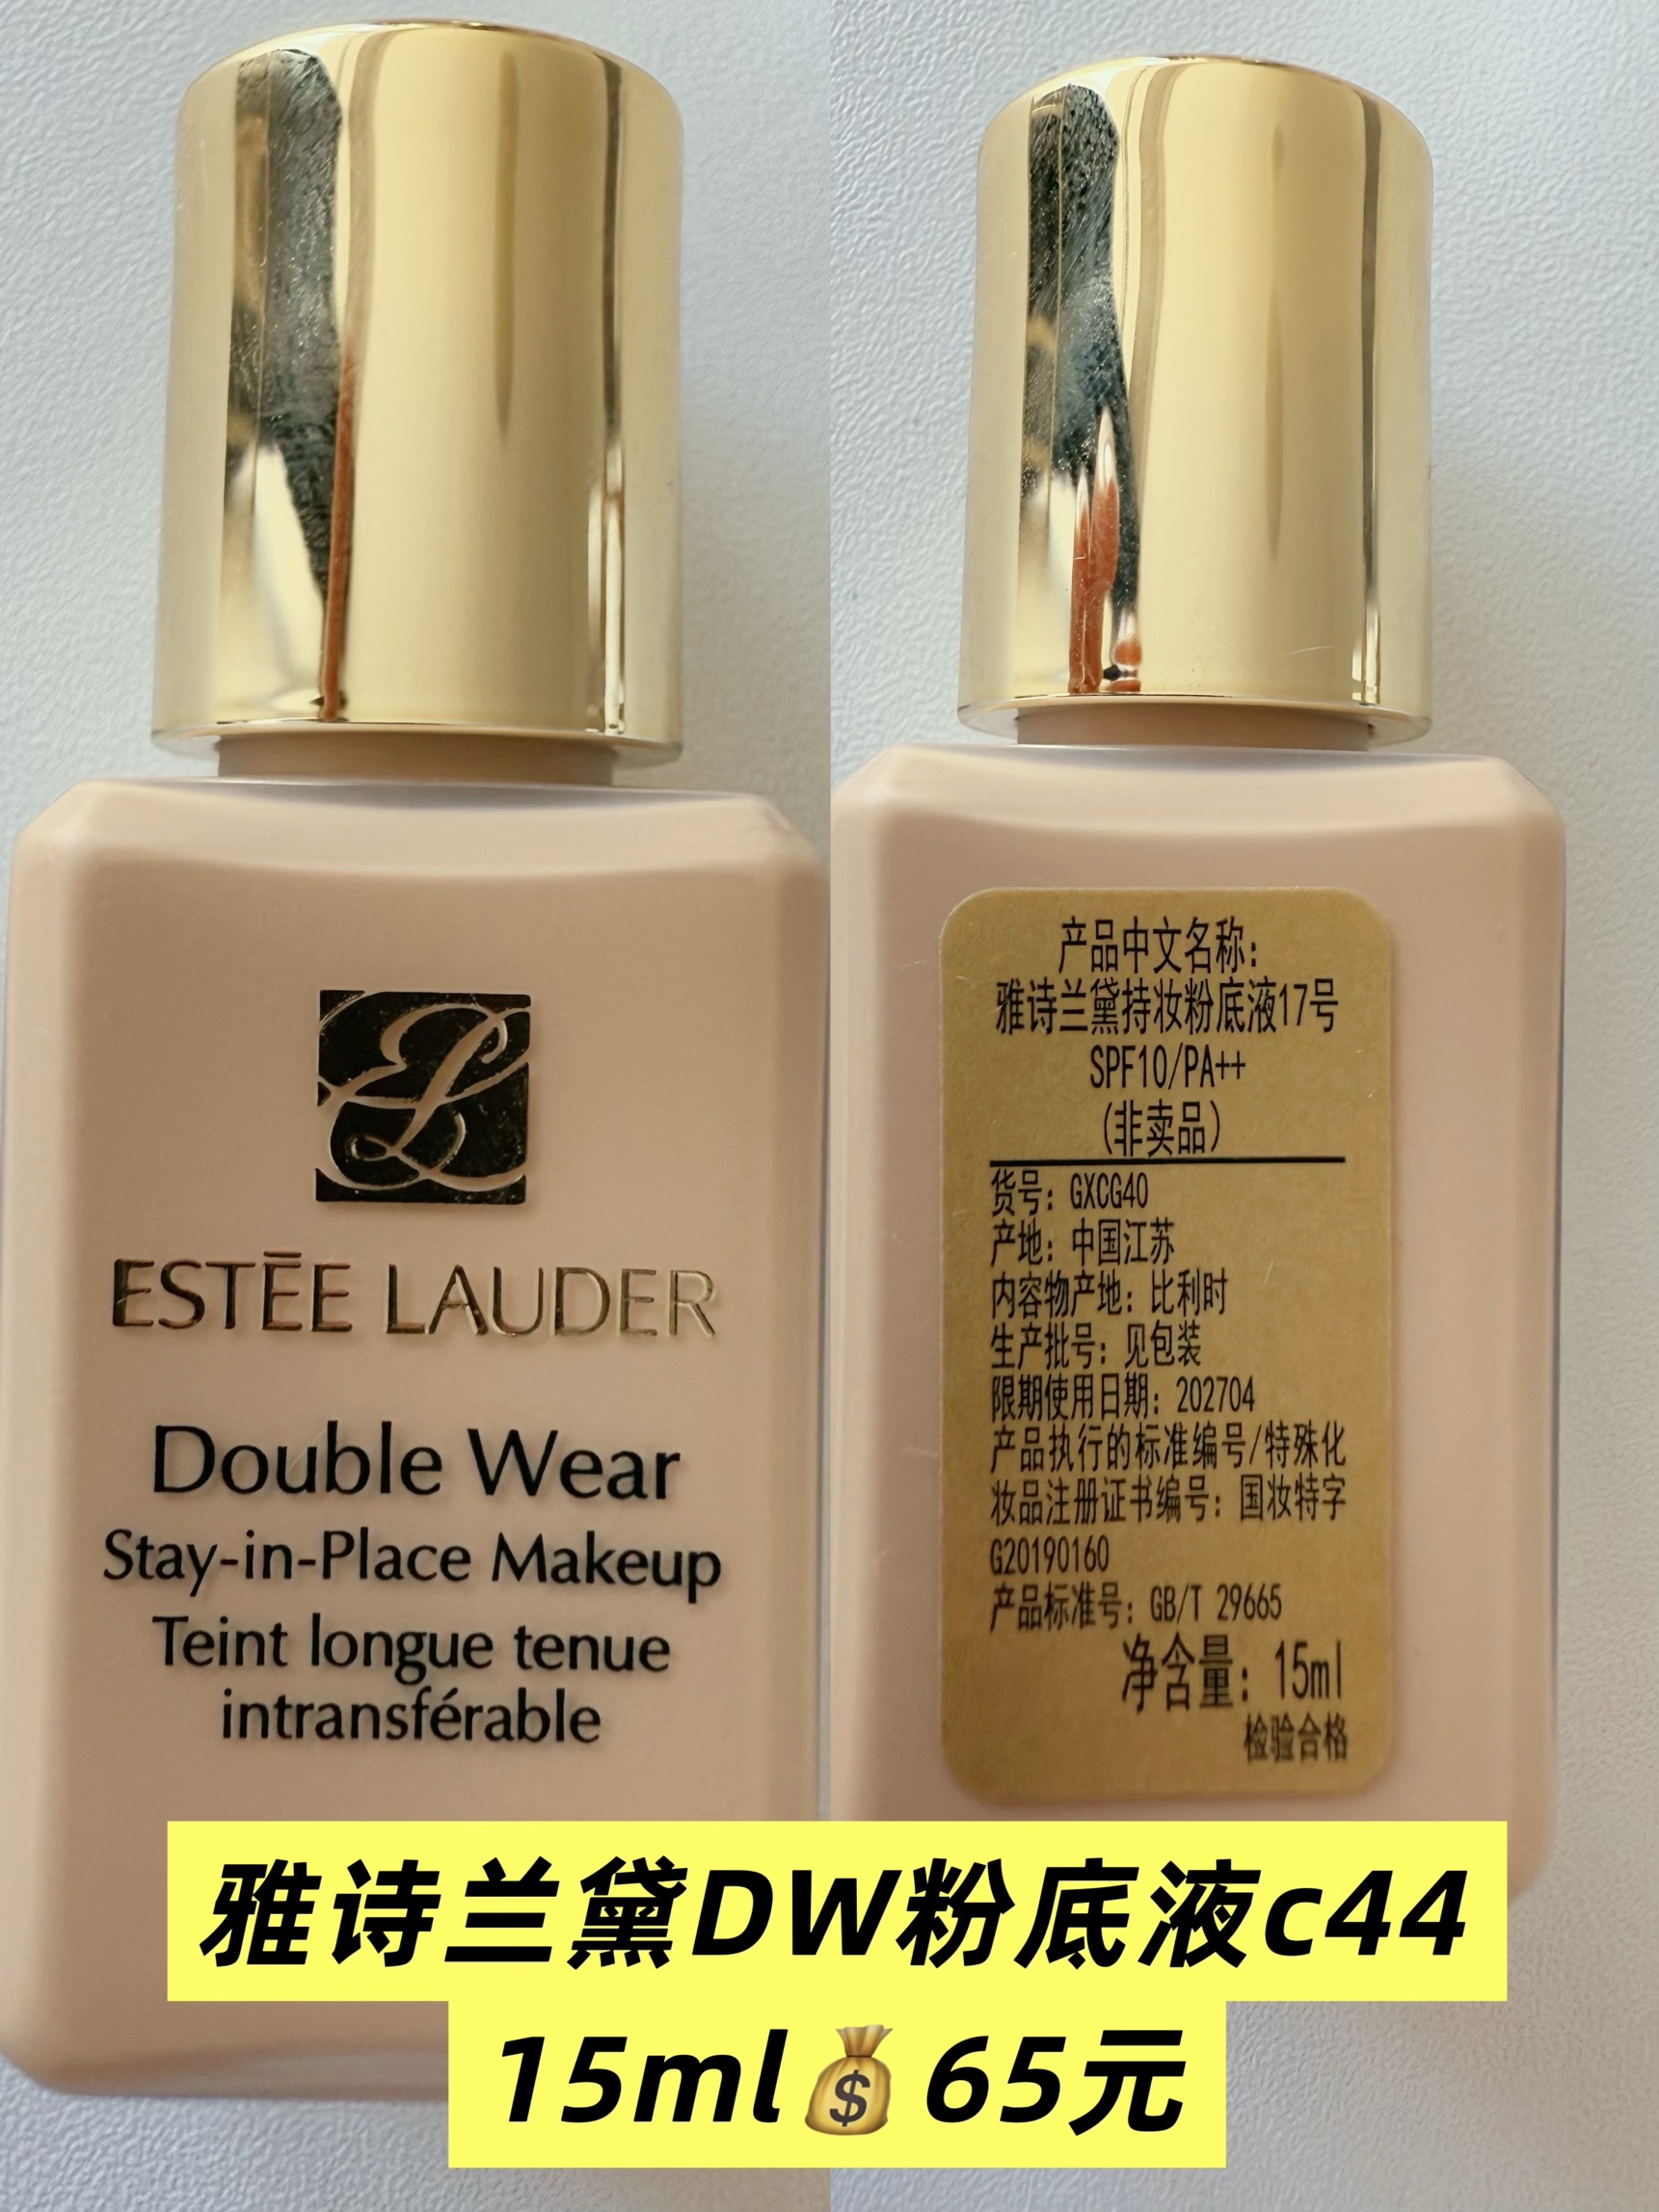 ESTĒE LAUDER
Double Wear
Stay-in-Place Makeup
Teint longue tenue
intransférable
产品中文名称：
雅诗兰黛持妆粉底液17号
SPF10/PA++
(非卖品)
货号：GXCG40
产地：中国江苏
内容物产地：比利时
生产批号：见包装
限期使用日期：202704
产品执行的标准编号/特殊化
妆品注册证书编号：国妆特字
G20190160
产品标准号：GB/T 29665
净含量：15ml
检验合格
雅诗兰黛DW粉底液c44
15ml💰65元